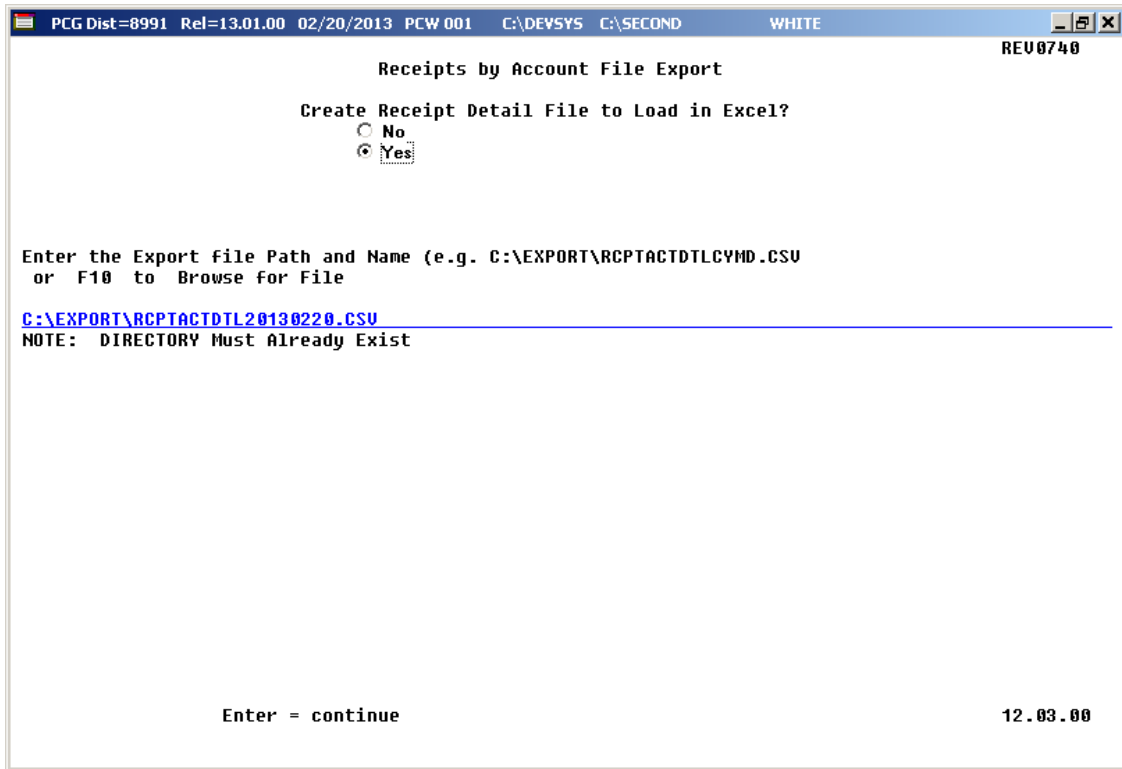 PCG Dist=8991 Rel=13.01.00 02/20/2013 PCW 001 C:\DEVSYS C:\SECOND WHITE
REV0740
Receipts by Account File Export
Create Receipt Detail File to Load in Excel?
No
Yes
Enter the Export file Path and Name (e.g. C:\EXPORT\RCPTACTDTLCYMD.CSV
or F10 to Browse for File
C:\EXPORT\RCPTACTDTL20130220.CSV
NOTE: DIRECTORY Must Already Exist
Enter = continue 12.03.00